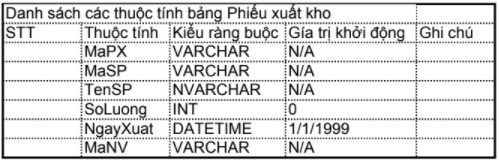 Danh sách các thuộc tính bảng Phiếu xuất kho
STT Thuộc tính Kiểu ràng buộc Gía trị khởi động Ghi chú
MaPX VARCHAR N/A
MaSP VARCHAR N/A
TenSP NVARCHAR N/A
SoLuong INT 0
NgayXuat DATETIME 1/1/1999
MaNV VARCHAR N/A